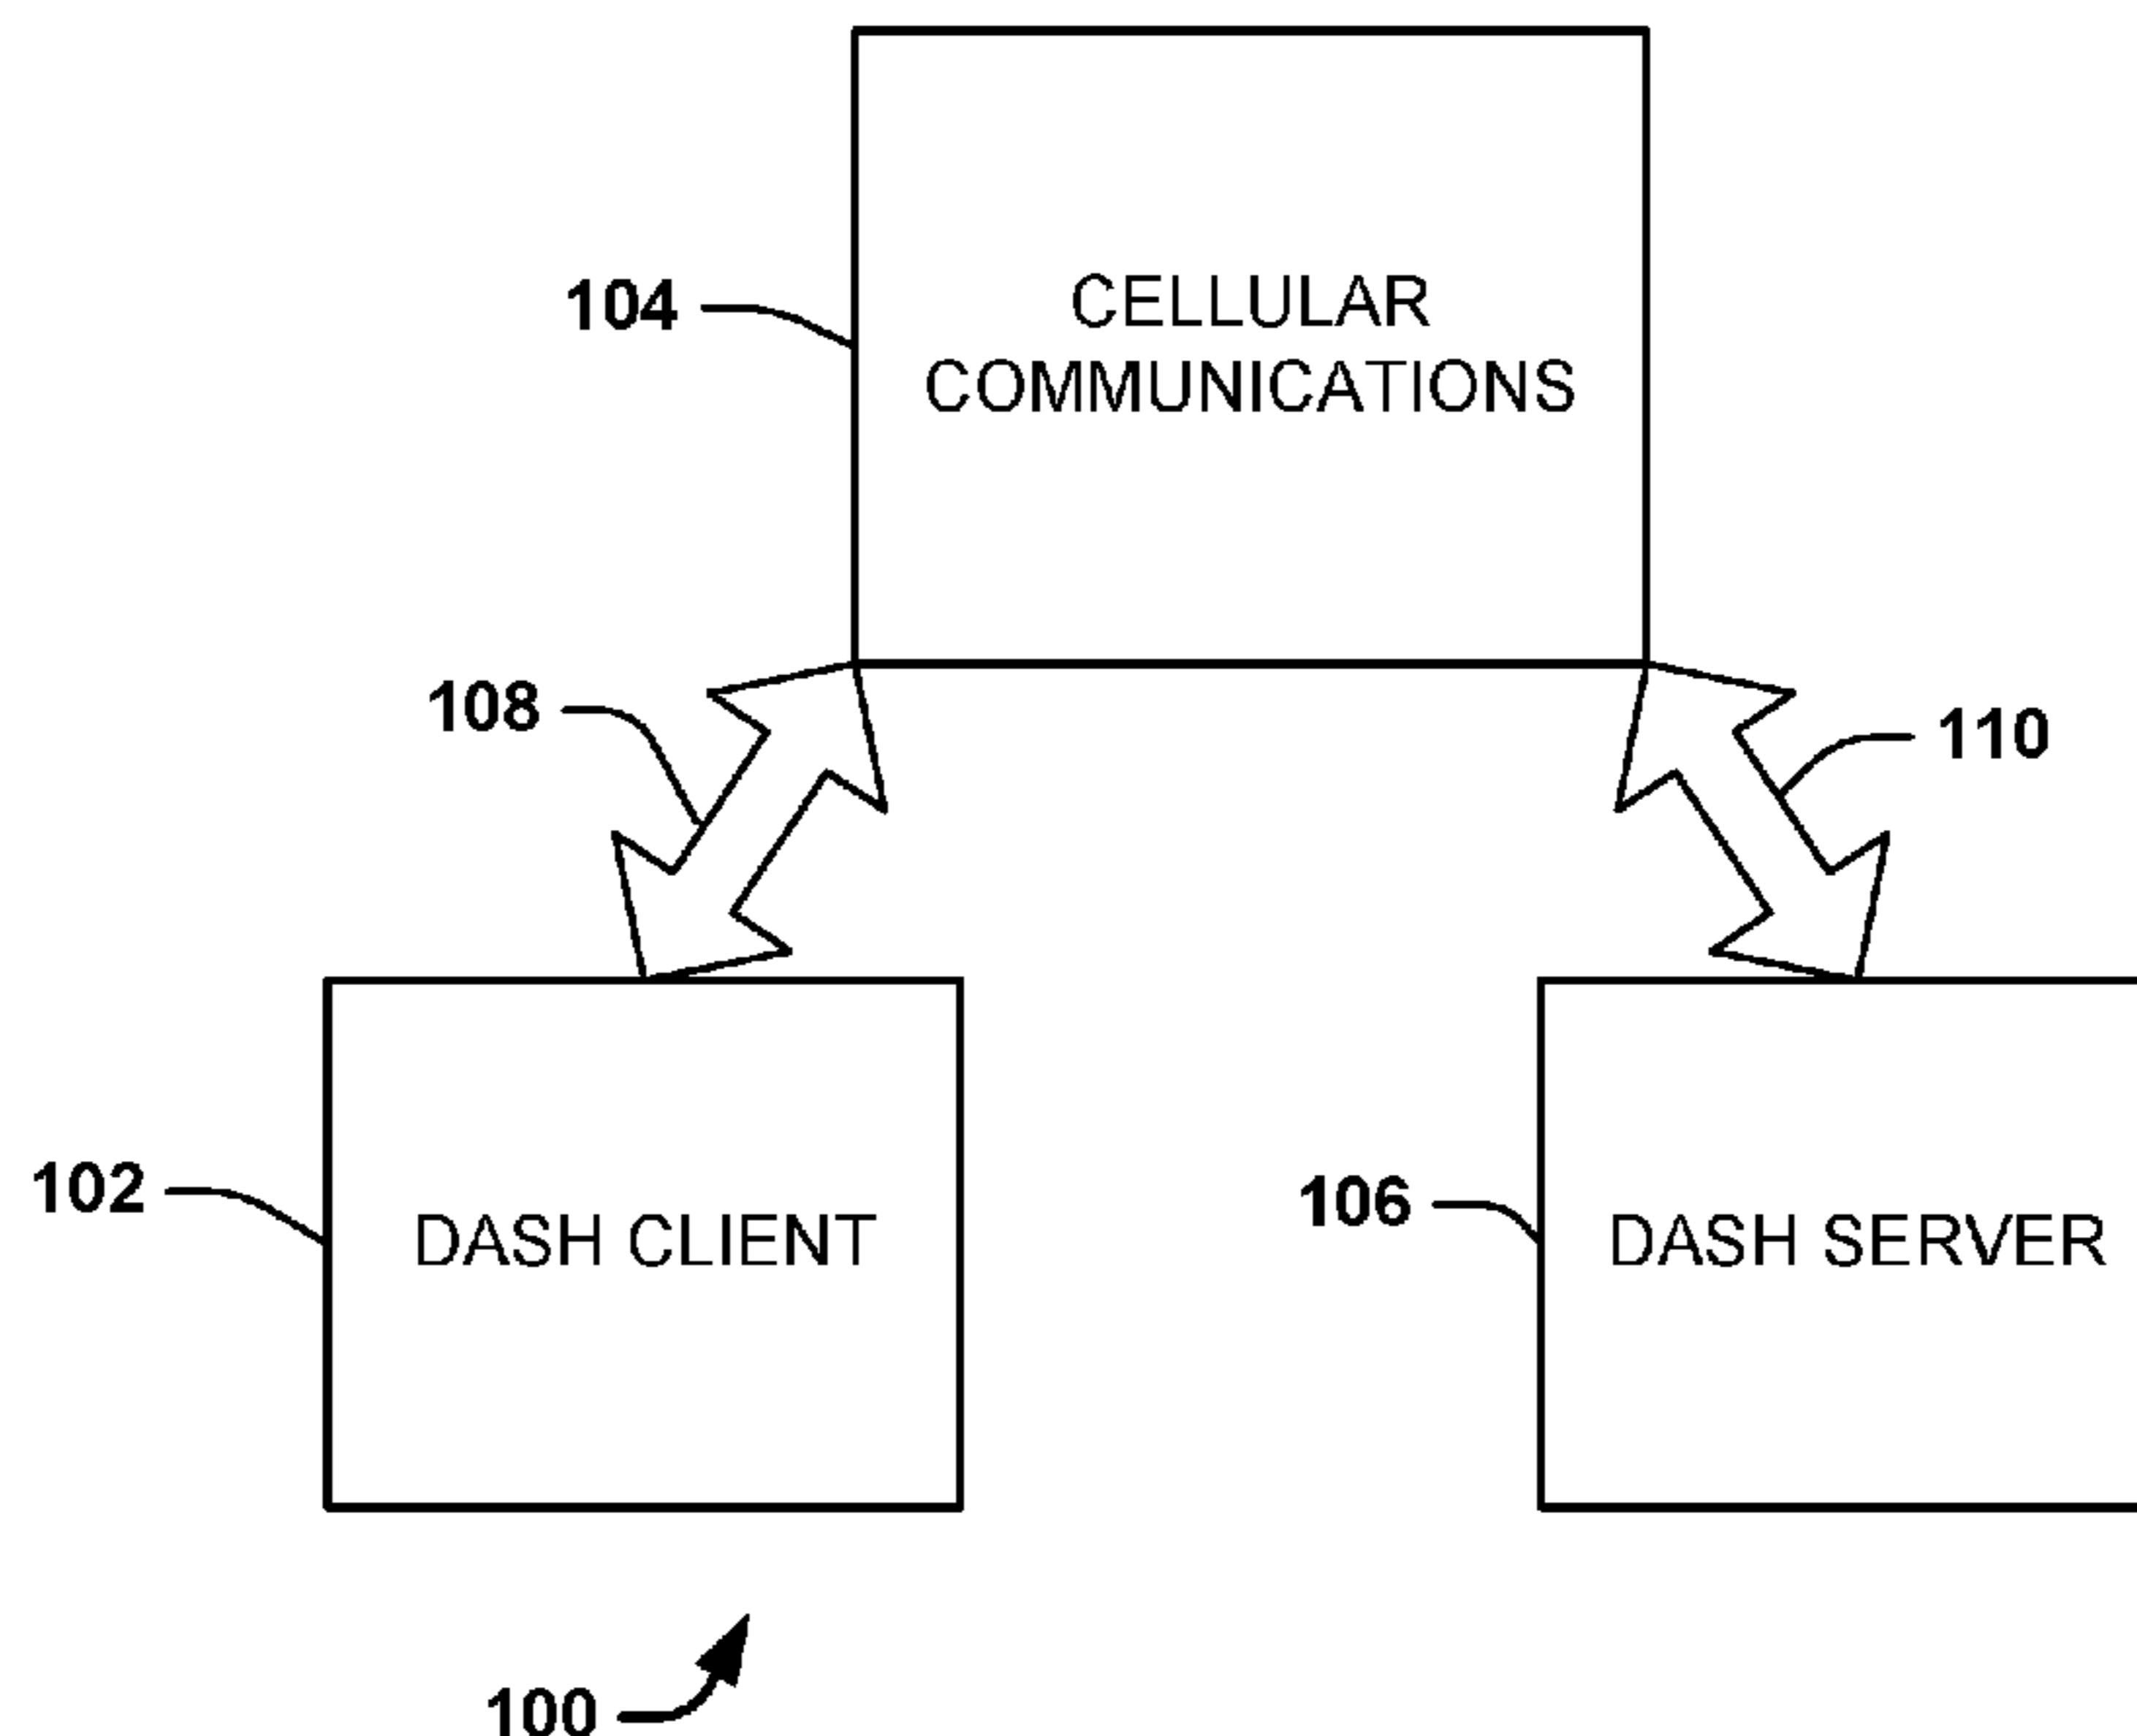 104
CELLULAR
COMMUNICATIONS
108
110
102
DASH CLIENT
106
DASH SERVER
100